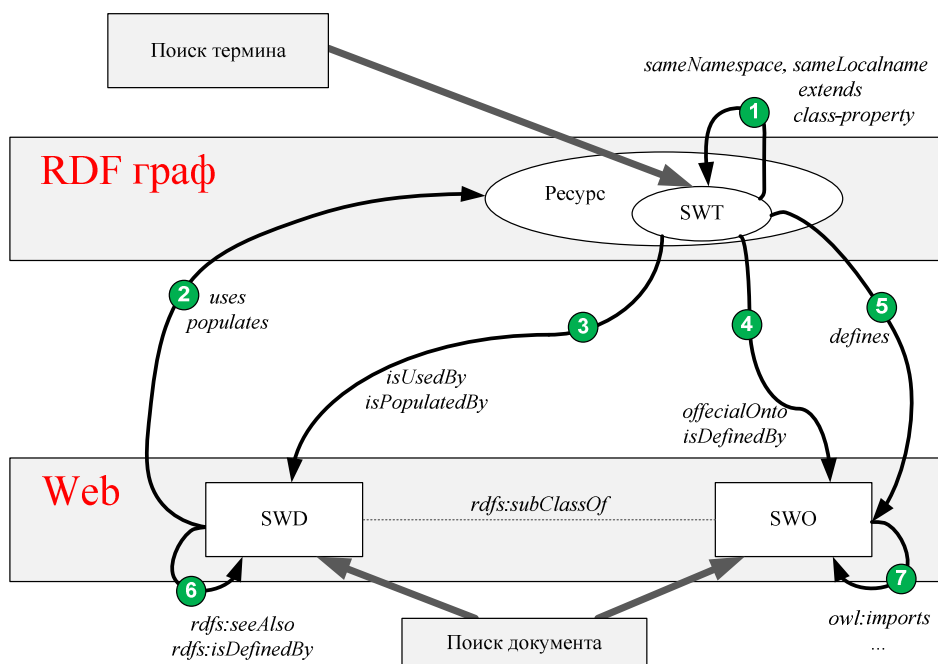 Поиск термина
sameNamespace, sameLocalname
extends
class-property
1
RDF граф
Ресурс
SWT
2
uses
populates
3
4
5
defines
isUsedBy
isPopulatedBy
offecialOnto
isDefinedBy
Web
SWD
rdfs:subClassOf
SWO
6
7
rdfs:seeAlso
rdfs:isDefinedBy
Поиск документа
owl:imports
...